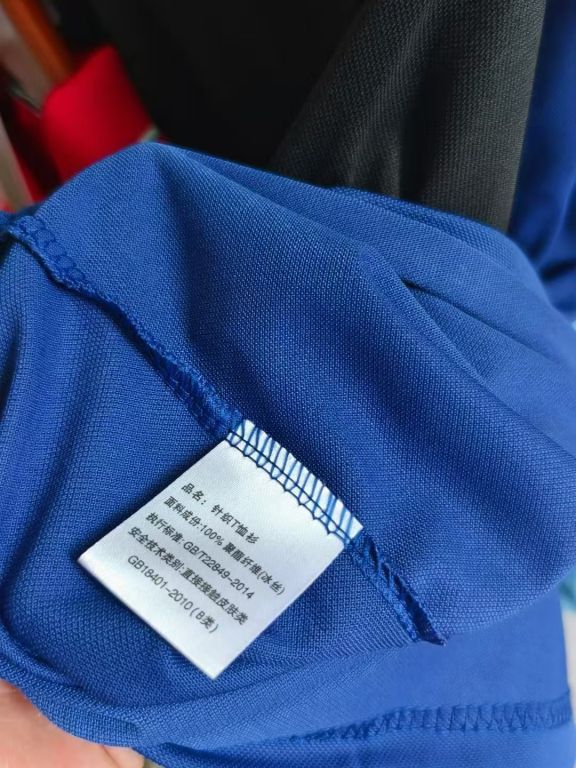 品名：针织T恤衫
面料成份:100% 聚酯纤维(冰丝)
执行标准:GB/T22849-2014
安全技术类别:直接接触皮肤类
GB18401-2010(B类)